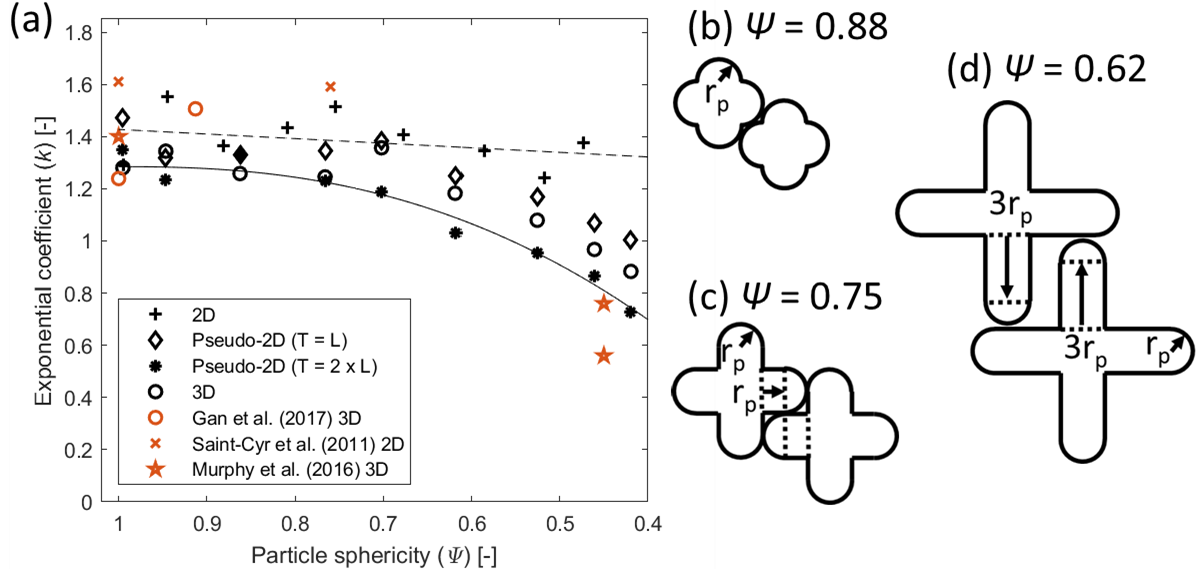 (a)
1.8
1.6
1.4
1.2
1
0.8
0.6
0.4
0.2
0
Exponential coefficient (k) [-]
2D
Pseudo-2D (T = L)
Pseudo-2D (T = 2 x L)
3D
Gan et al. (2017) 3D
Saint-Cyr et al. (2011) 2D
Murphy et al. (2016) 3D
1 0.9 0.8 0.7 0.6 0.5 0.4
Particle sphericity (Ψ) [-]
(b) Ψ = 0.88
rp
(c) Ψ = 0.75
rp
rp
(d) Ψ = 0.62
3rp
3rp
rp